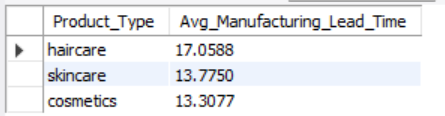 Product_Type Avg_Manufacturing_Lead_Time
haircare 17.0588
skincare 13.7750
cosmetics 13.3077